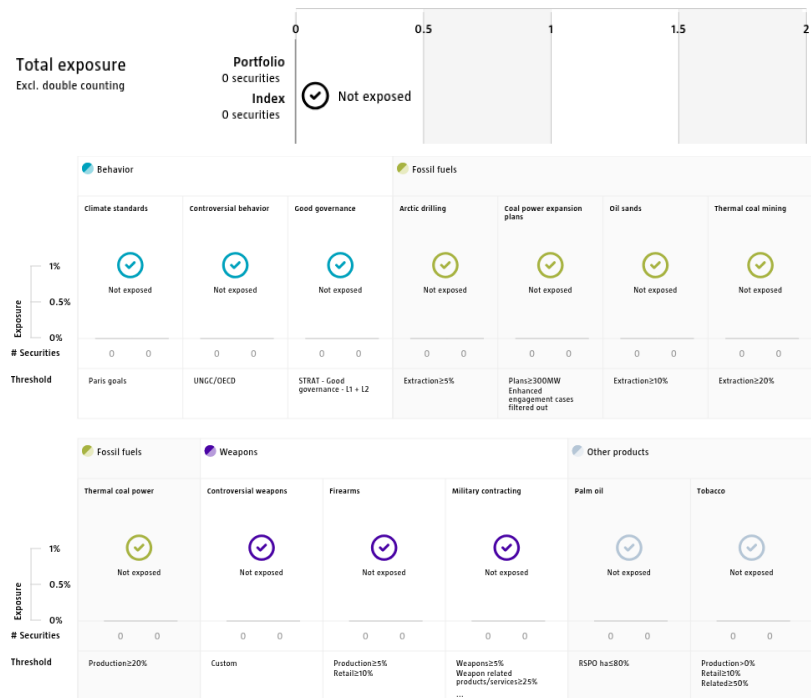 0 0.5 1 1.5 2
Total exposure
Excl. double counting
Portfolio
0 securities
Index
0 securities
Not exposed
Behavior
Fossil fuels
Climate standards
Controversial behavior
Good governance
Arctic drilling
Coal power expansion
plans
Oil sands
Thermal coal mining
Exposure
1%
0.5%
0%
Not exposed Not exposed Not exposed Not exposed Not exposed Not exposed Not exposed
# Securities 0 0 0 0 0 0 0 0 0 0 0 0 0 0
Threshold
Paris goals
UNGC/OECD
STRAT - Good
governance - L1 + L2
Extraction≥5%
Plans≥300MW
Enhanced
engagement cases
filtered out
Extraction≥10%
Extraction≥20%
Fossil fuels
Weapons
Other products
Thermal coal power
Controversial weapons
Firearms
Military contracting
Palm oil
Tobacco
Exposure
1%
0.5%
0%
Not exposed Not exposed Not exposed Not exposed Not exposed Not exposed
# Securities 0 0 0 0 0 0 0 0 0 0 0 0
Threshold
Production≥20%
Custom
Production≥5%
Retail≥10%
Weapons≥5%
Weapon related
products/services≥25%
...
RSPO ha≤80%
Production>0%
Retail≥10%
Related≥50%